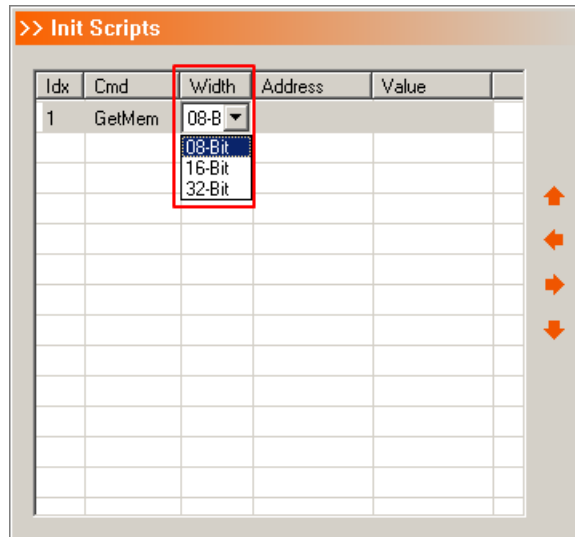 >> Init Scripts
Idx Cmd Width Address Value
1 GetMem 08-B
08-Bit
16-Bit
32-Bit